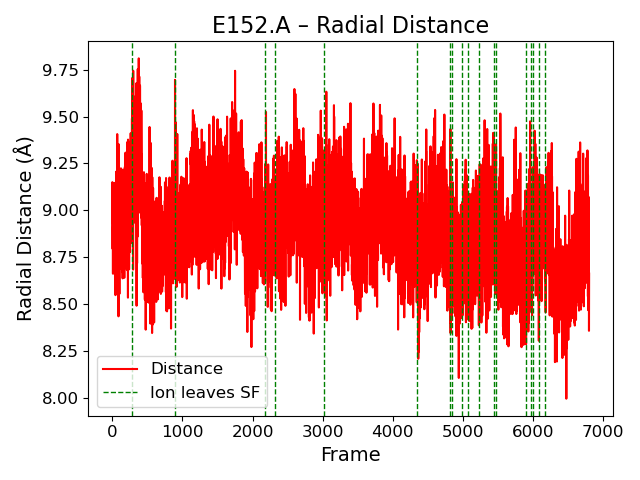 E152.A – Radial Distance
Radial Distance (Å)
9.75
9.50
9.25
9.00
8.75
8.50
8.25
8.00
Distance
Ion leaves SF
0 1000 2000 3000 4000 5000 6000 7000
Frame